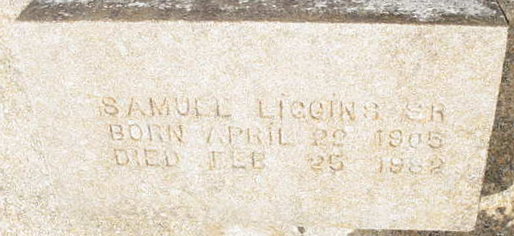 SAMUEL LIGGINS SR
BORN APRIL 22 1905
DIED FEB 25 1982